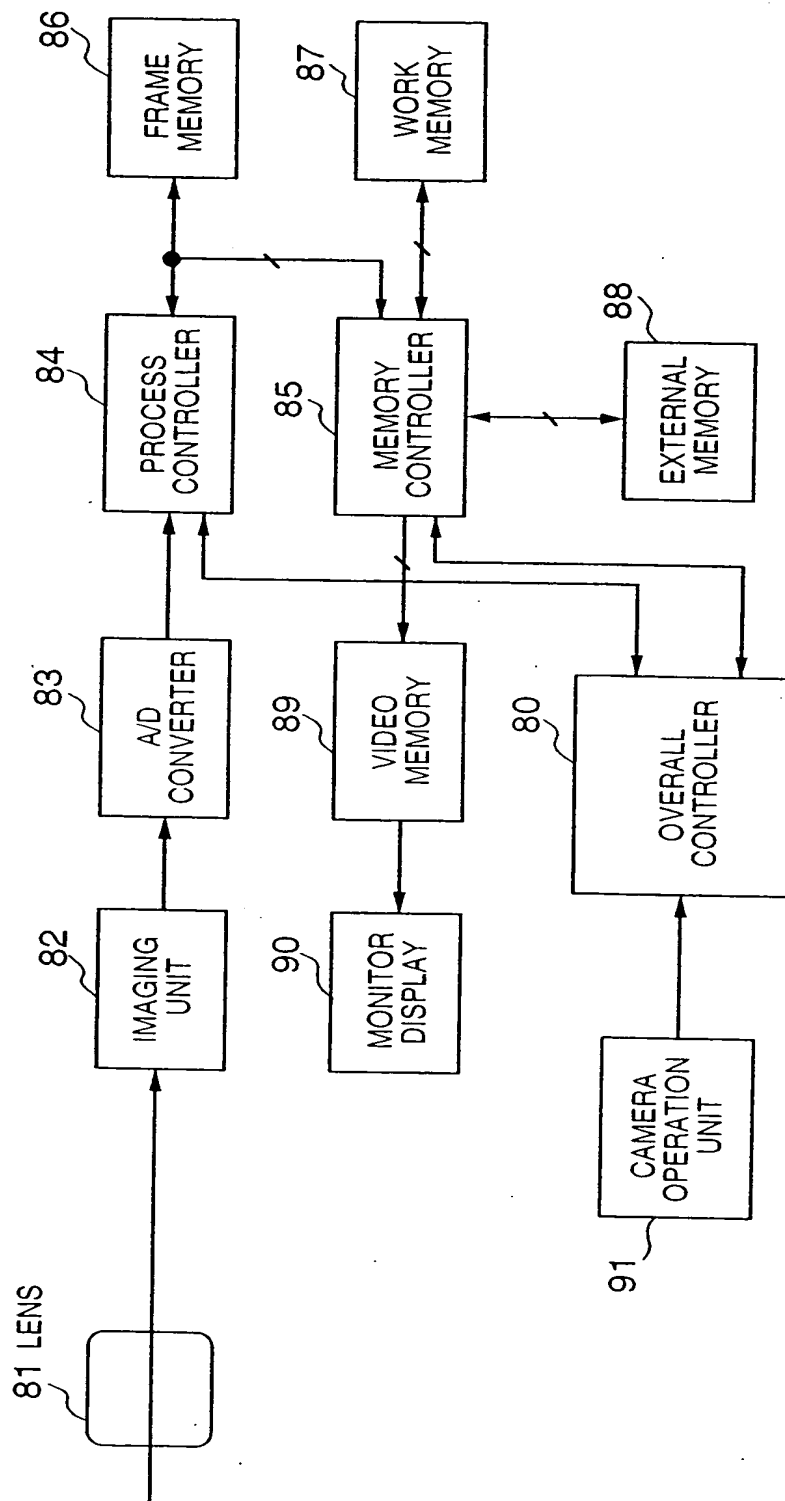 81 LENS
82
IMAGING
UNIT
83
A/D
CONVERTER
84
PROCESS
CONTROLLER
86
FRAME
MEMORY
90
MONITOR
DISPLAY
89
VIDEO
MEMORY
85
MEMORY
CONTROLLER
87
WORK
MEMORY
91
CAMERA
OPERATION
UNIT
80
OVERALL
CONTROLLER
88
EXTERNAL
MEMORY